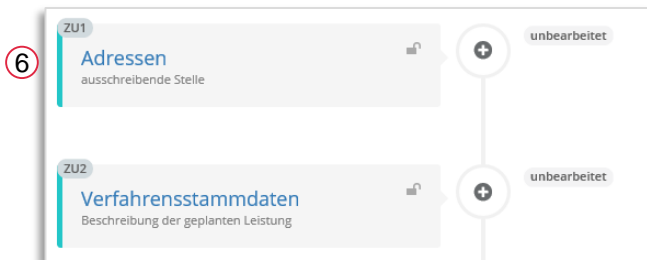 ZU1
unbearbeitet
6
Adressen
ausschreibende Stelle
ZU2
unbearbeitet
Verfahrensstammdaten
Beschreibung der geplanten Leistung